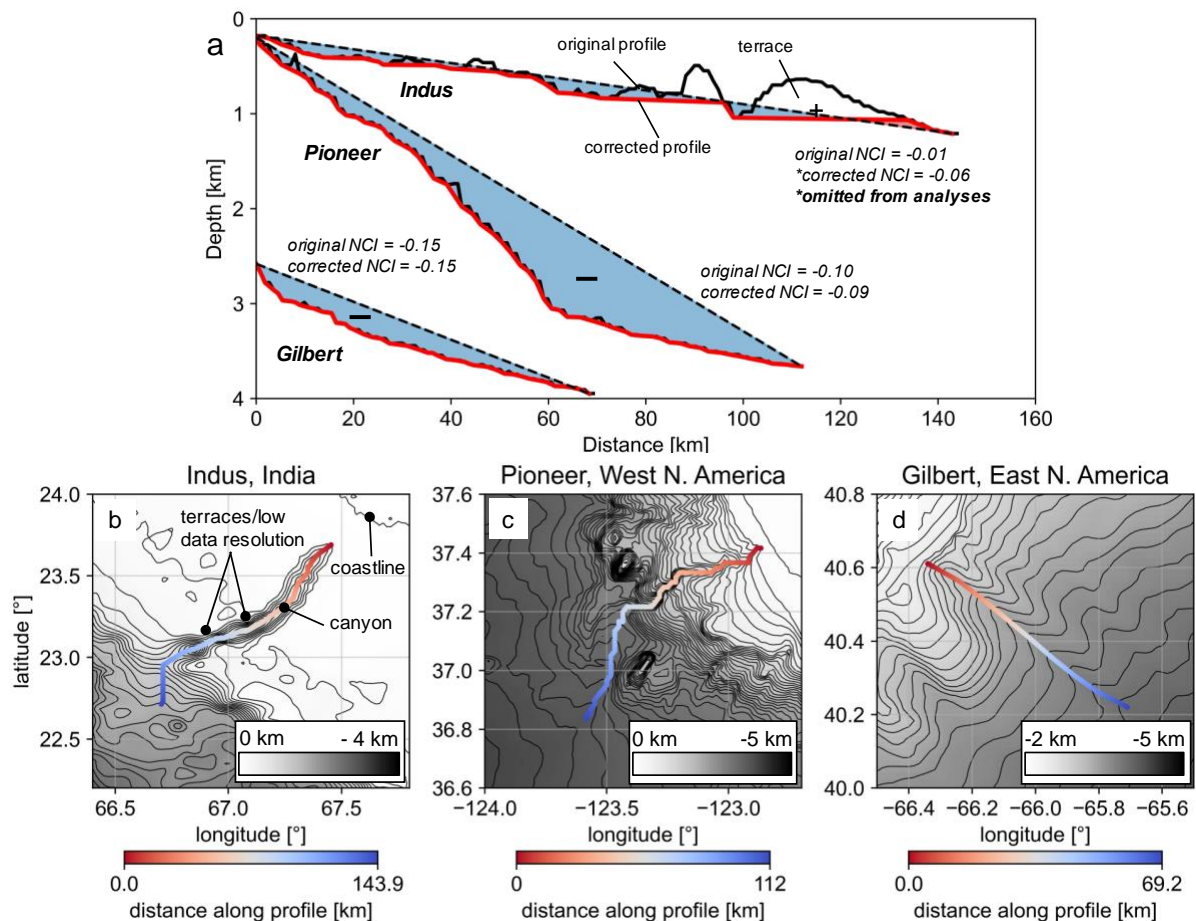 a
0
1
2
3
4
Depth [km]
0
20
40
60
80
100
120
140
160
Distance [km]
original profile
terrace
Indus
corrected profile
+
original NCI = -0.01
*corrected NCI = -0.06
*omitted from analyses
Pioneer
original NCI = -0.15
corrected NCI = -0.15
original NCI = -0.10
corrected NCI = -0.09
Gilbert
Indus, India
b
terraces/low
data resolution
coastline
canyon
24.0
23.5
23.0
22.5
latitude [°]
0 km
- 4 km
66.5
67.0
67.5
longitude [°]
0.0
143.9
distance along profile [km]
Pioneer, West N. America
c
37.6
37.4
37.2
37.0
36.8
36.6
0 km
-5 km
−124.0
−123.5
−123.0
longitude [°]
0
112
distance along profile [km]
Gilbert, East N. America
d
40.8
40.6
40.4
40.2
40.0
-2 km
-5 km
−66.4
−66.2
−66.0
−65.8
−65.6
longitude [°]
0.0
69.2
distance along profile [km]